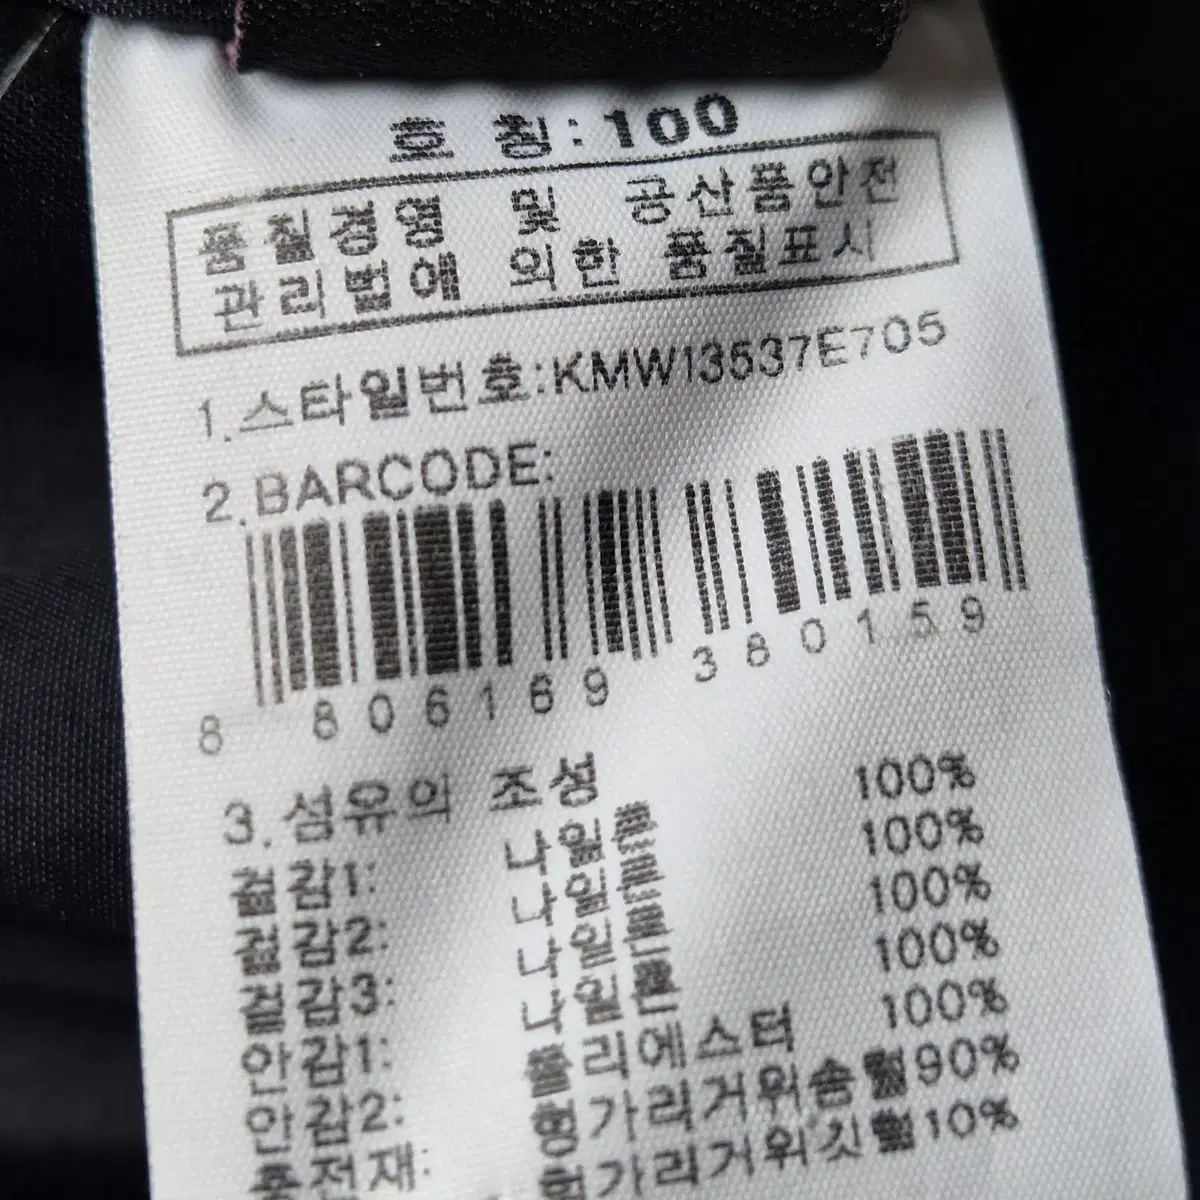 호 칭:100
품질경영 및 공산품안전
관리법에 의한 품질표시
1.스타일번호:KMW13537E705
2.BARCODE:
8 806169 380159
3.섬유의 조성
겉감1: 나일론 100%
겉감2: 나일론 100%
겉감3: 나일론 100%
안감1: 나일론 100%
안감2: 폴리에스터 100%
충전재: 헝가리거위솜털90%
헝가리거위깃털10%